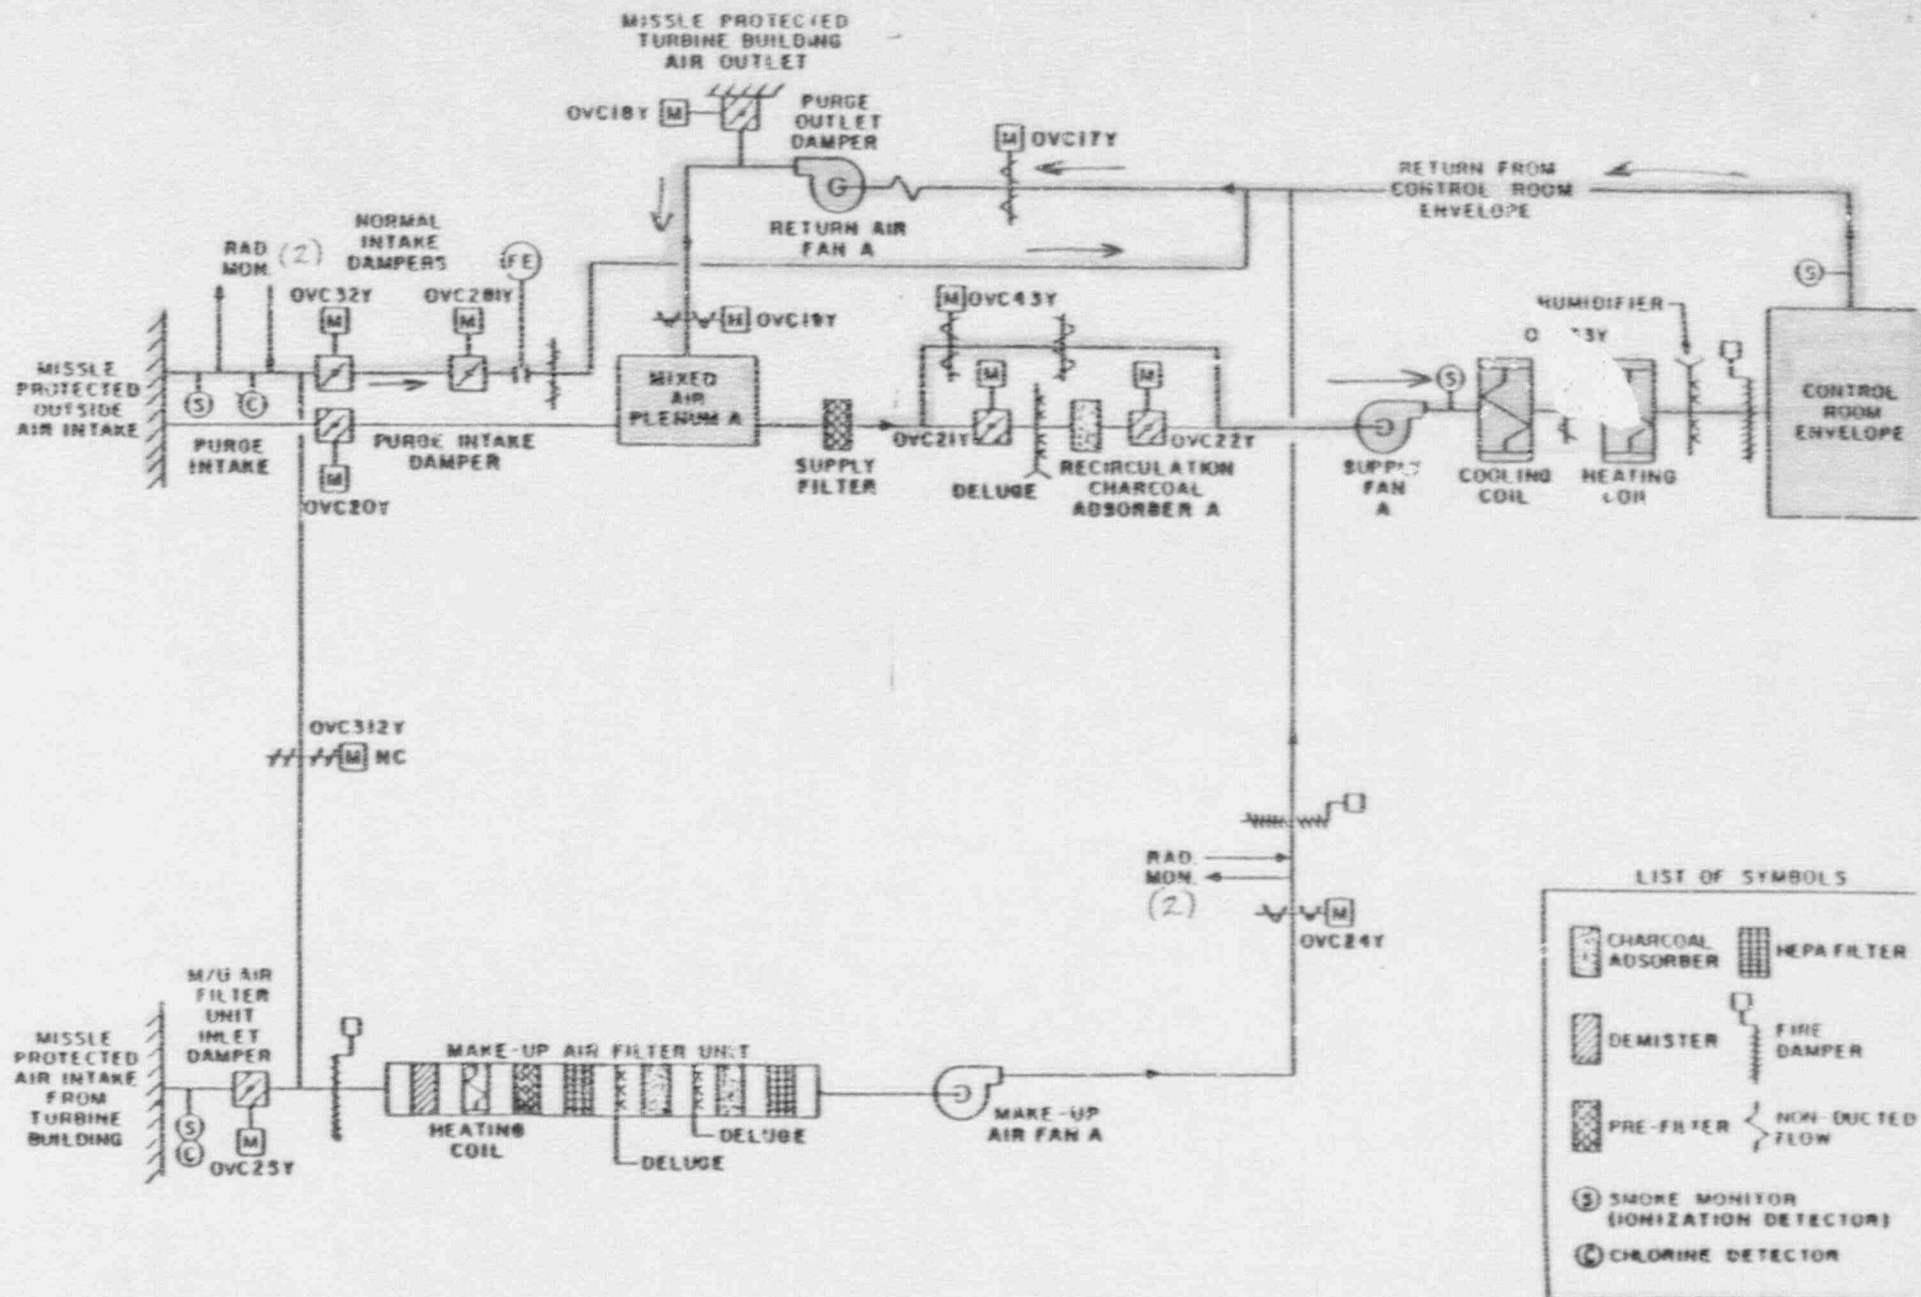 MISSLE PROTECTED
TURBINE BUILDING
AIR OUTLET
OVC18Y
M
PURGE
OUTLET
DAMPER
M
OVC17Y
G
RETURN AIR
FAN A
RETURN FROM
CONTROL ROOM
ENVELOPE
RAD
MON.
(2)
NORMAL
INTAKE
DAMPERS
FE
OVC32Y
M
OVC281Y
M
OVC19Y
M
OVC43Y
S
HUMIDIFIER
MISSLE
PROTECTED
OUTSIDE
AIR INTAKE
S
C
PURGE
INTAKE
PURGE INTAKE
DAMPER
M
OVC20Y
MIXED
AIR
PLENUM A
SUPPLY
FILTER
M
OVC21Y
DELUGE
M
OVC22Y
RECIRCULATION
CHARCOAL
ADSORBER A
S
SUPPLY
FAN
A
COOLING
COIL
HEATING
CONTROL
ROOM
ENVELOPE
OVC312Y
M NC
RAD.
MON.
(2)
M
OVC24Y
M/U AIR
FILTER
UNIT
INLET
DAMPER
MISSLE
PROTECTED
AIR INTAKE
FROM
TURBINE
BUILDING
S
C
M
OVC25Y
MAKE-UP AIR FILTER UNIT
HEATING
COIL
DELUGE
DELUGE
MAKE-UP
AIR FAN A
LIST OF SYMBOLS
CHARCOAL
ADSORBER
HEPA FILTER
DEMISTER
FIRE
DAMPER
PRE-FILTER
NON-DUCTED
FLOW
S SMOKE MONITOR
(IONIZATION DETECTOR)
C CHLORINE DETECTOR